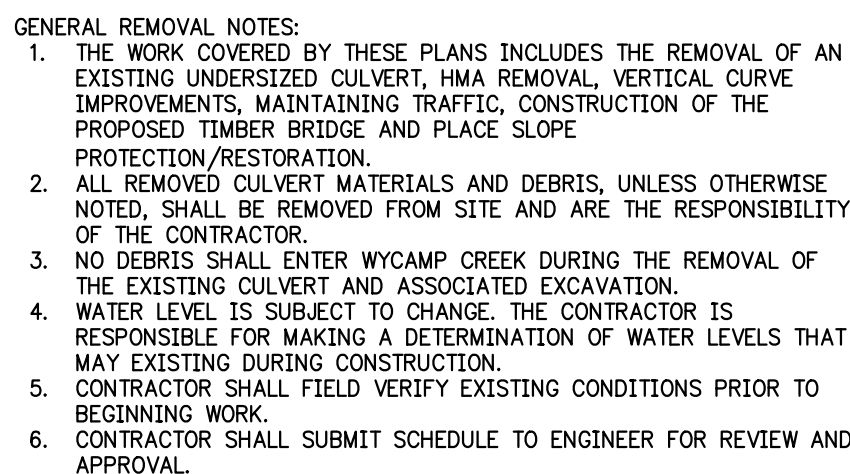 GENERAL REMOVAL NOTES:
1. THE WORK COVERED BY THESE PLANS INCLUDES THE REMOVAL OF AN
EXISTING UNDERSIZED CULVERT, HMA REMOVAL, VERTICAL CURVE
IMPROVEMENTS, MAINTAINING TRAFFIC, CONSTRUCTION OF THE
PROPOSED TIMBER BRIDGE AND PLACE SLOPE
PROTECTION/RESTORATION.
2. ALL REMOVED CULVERT MATERIALS AND DEBRIS, UNLESS OTHERWISE
NOTED, SHALL BE REMOVED FROM SITE AND ARE THE RESPONSIBILITY
OF THE CONTRACTOR.
3. NO DEBRIS SHALL ENTER WYCAMP CREEK DURING THE REMOVAL OF
THE EXISTING CULVERT AND ASSOCIATED EXCAVATION.
4. WATER LEVEL IS SUBJECT TO CHANGE. THE CONTRACTOR IS
RESPONSIBLE FOR MAKING A DETERMINATION OF WATER LEVELS THAT
MAY EXISTING DURING CONSTRUCTION.
5. CONTRACTOR SHALL FIELD VERIFY EXISTING CONDITIONS PRIOR TO
BEGINNING WORK.
6. CONTRACTOR SHALL SUBMIT SCHEDULE TO ENGINEER FOR REVIEW AND
APPROVAL.